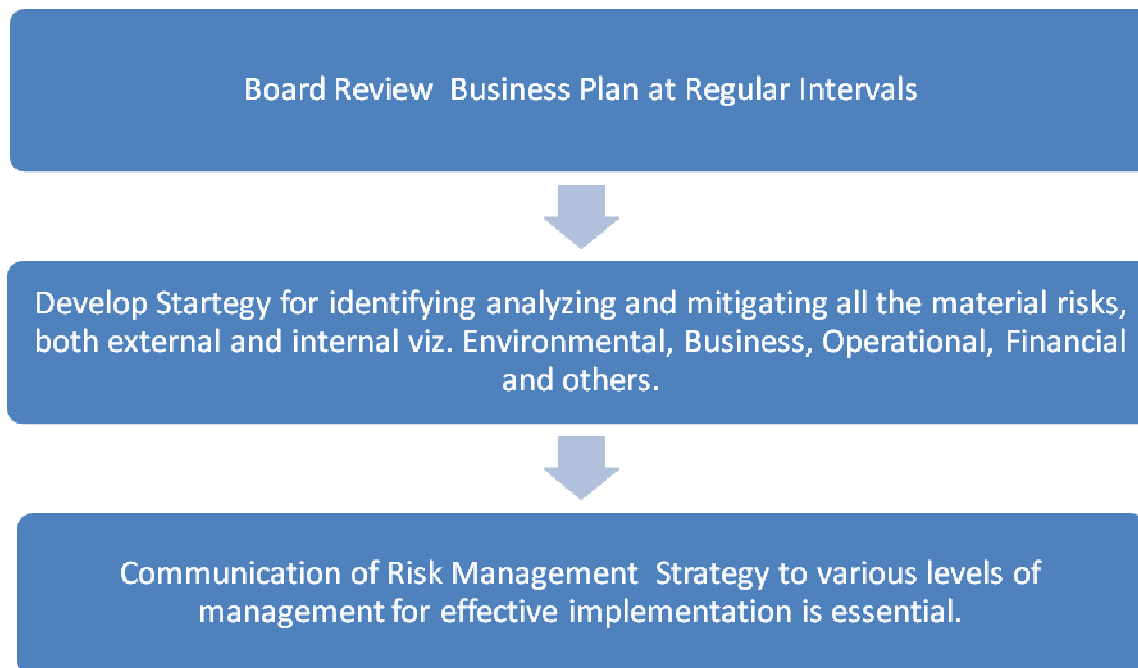 Board Review  Business Plan at Regular Intervals
Develop Startegy for identifying analyzing and mitigating all the material risks,
both external and internal viz. Environmental, Business, Operational, Financial
and others.
Communication of Risk Management  Strategy to various levels of
management for effective implementation is essential.